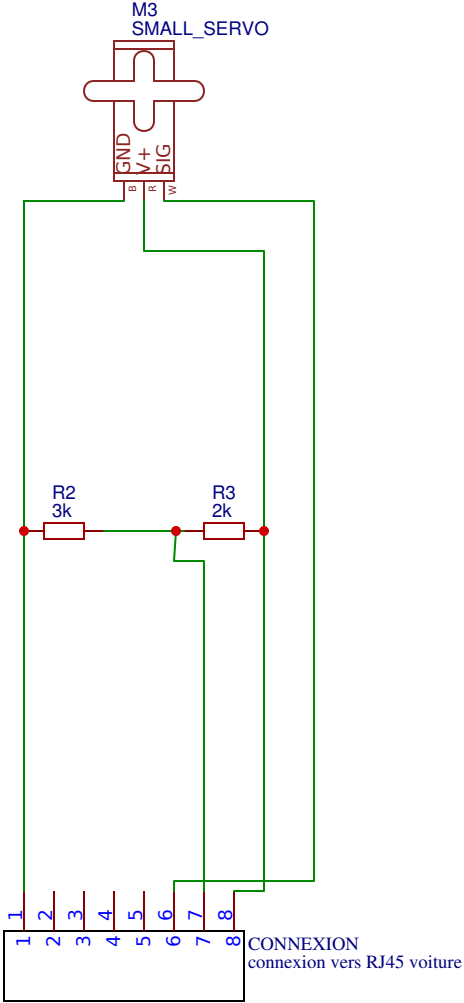 M3
SMALL_SERVO
GND
V+
SIG
B
R
W
R2
3k
R3
2k
1 2 3 4 5 6 7 8
1 2 3 4 5 6 7 8
CONNEXION
connexion vers RJ45 voiture